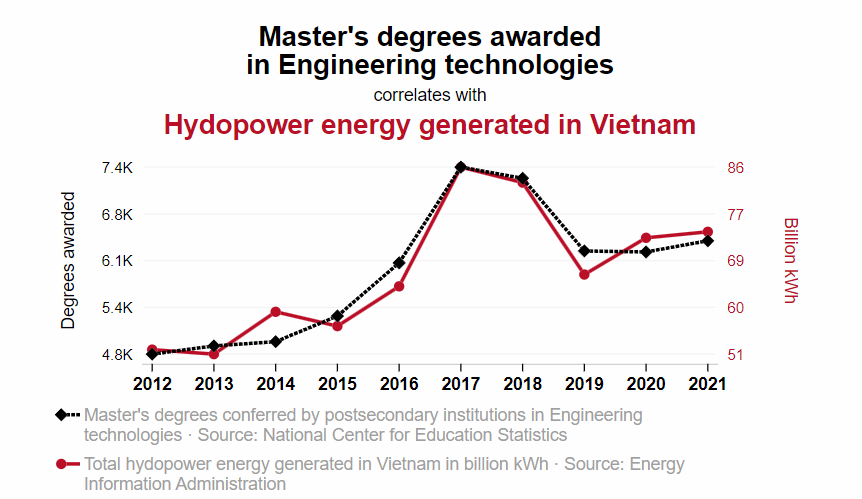 Master's degrees awarded
in Engineering technologies
correlates with
Hydopower energy generated in Vietnam
7.4K
6.8K
6.1K
5.4K
4.8K
Degrees awarded
86
77
69
60
51
Billion kWh
2012 2013 2014 2015 2016 2017 2018 2019 2020 2021
Master's degrees conferred by postsecondary institutions in Engineering
technologies · Source: National Center for Education Statistics
Total hydopower energy generated in Vietnam in billion kWh · Source: Energy
Information Administration